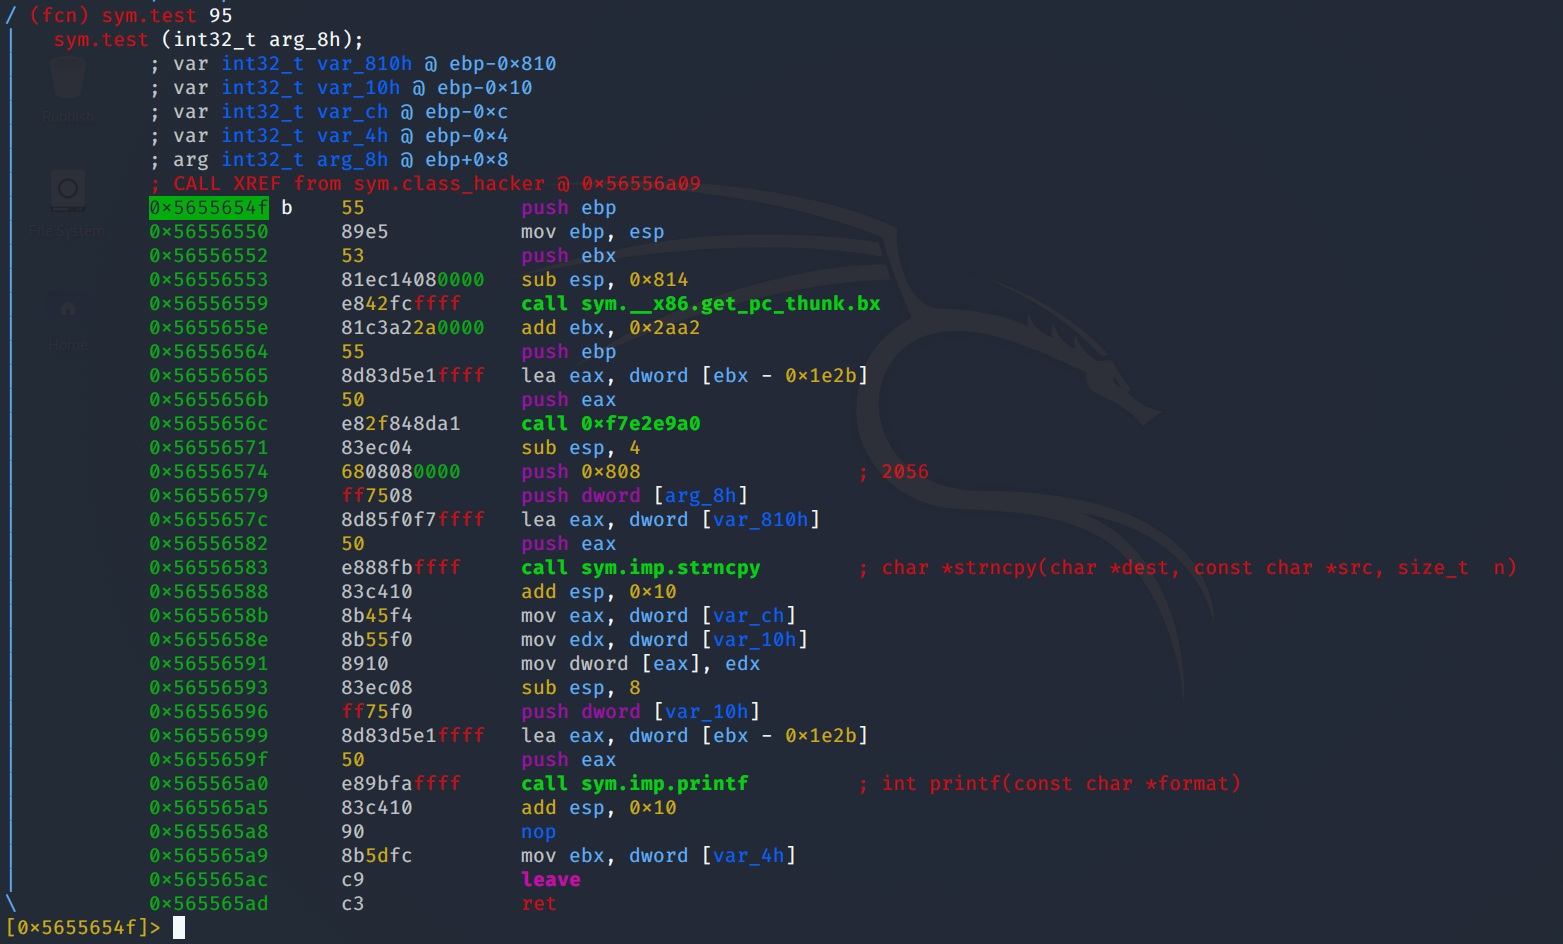 / (fcn) sym.test 95
| sym.test (int32_t arg_8h);
| ; var int32_t var_810h @ ebp-0×810
| ; var int32_t var_10h @ ebp-0×10
| ; var int32_t var_ch @ ebp-0×c
| ; var int32_t var_4h @ ebp-0×4
| ; arg int32_t arg_8h @ ebp+0×8
| ; CALL XREF from sym.class_hacker @ 0×56556a09
| 0×5655654f b 55 push ebp
| 0×56556550 89e5 mov ebp, esp
| 0×56556552 53 push ebx
| 0×56556553 81ec14080000 sub esp, 0×814
| 0×56556559 e842fcffff call sym.__x86.get_pc_thunk.bx
| 0×5655655e 81c3a22a0000 add ebx, 0×2aa2
| 0×56556564 55 push ebp
| 0×56556565 8d83d5e1ffff lea eax, dword [ebx - 0×1e2b]
| 0×5655656b 50 push eax
| 0×5655656c e82f848da1 call 0×f7e2e9a0
| 0×56556571 83ec04 sub esp, 4
| 0×56556574 6808080000 push 0×808 ; 2056
| 0×56556579 ff7508 push dword [arg_8h]
| 0×5655657c 8d85f0f7ffff lea eax, dword [var_810h]
| 0×56556582 50 push eax
| 0×56556583 e888fbffff call sym.imp.strncpy ; char *strncpy(char *dest, const char *src, size_t  n)
| 0×56556588 83c410 add esp, 0×10
| 0×5655658b 8b45f4 mov eax, dword [var_ch]
| 0×5655658e 8b55f0 mov edx, dword [var_10h]
| 0×56556591 8910 mov dword [eax], edx
| 0×56556593 83ec08 sub esp, 8
| 0×56556596 ff75f0 push dword [var_10h]
| 0×56556599 8d83d5e1ffff lea eax, dword [ebx - 0×1e2b]
| 0×5655659f 50 push eax
| 0×565565a0 e89bfaffff call sym.imp.printf ; int printf(const char *format)
| 0×565565a5 83c410 add esp, 0×10
| 0×565565a8 90 nop
| 0×565565a9 8b5dfc mov ebx, dword [var_4h]
| 0×565565ac c9 leave
\ 0×565565ad c3 ret
[0×5655654f]>
Rubbish
File System
Home